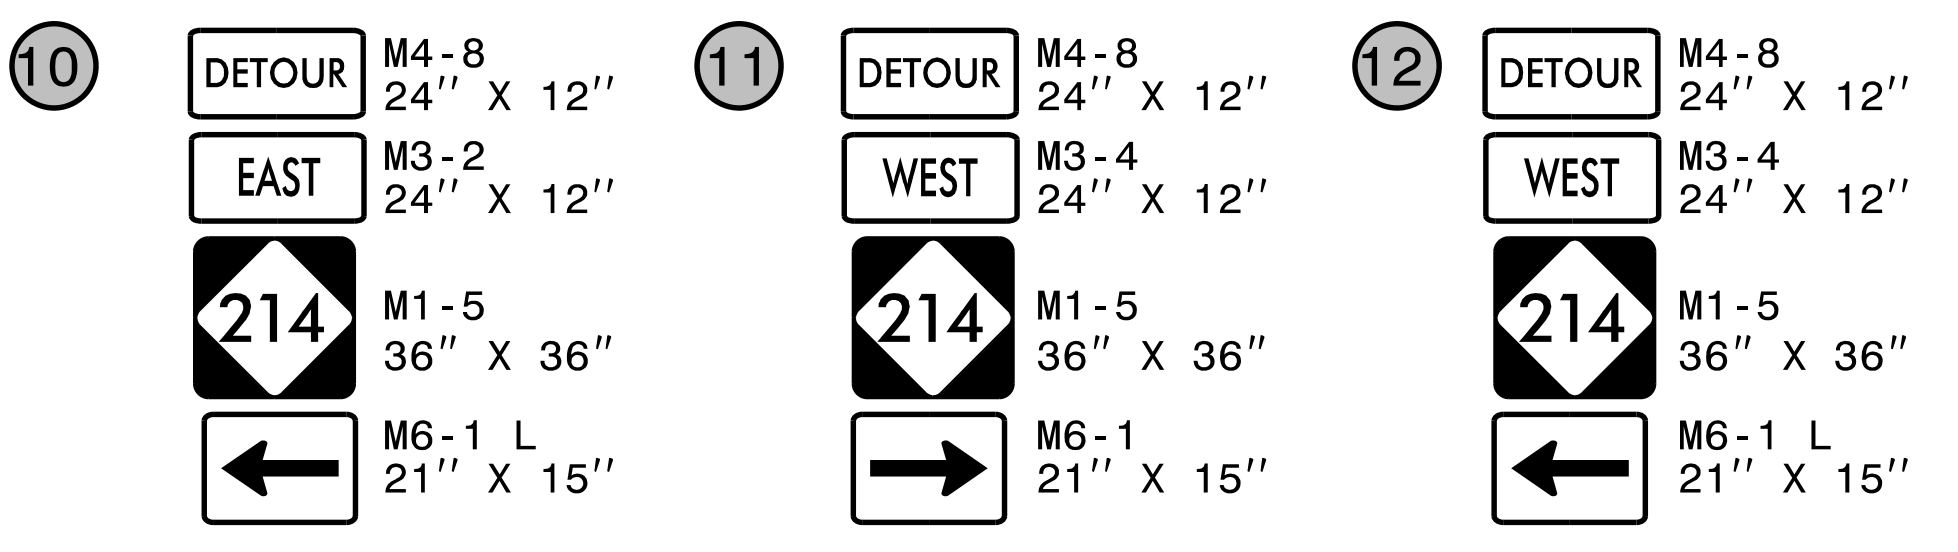 10
DETOUR
M4-8
24'' X 12''
EAST
M3-2
24'' X 12''
214
M1-5
36" X 36"
M6-1 L
21'' X 15''
11
DETOUR
M4-8
24'' X 12''
WEST
M3-4
24'' X 12''
214
M1-5
36" X 36"
M6-1
21'' X 15''
12
DETOUR
M4-8
24'' X 12''
WEST
M3-4
24'' X 12''
214
M1-5
36" X 36"
M6-1 L
21'' X 15''